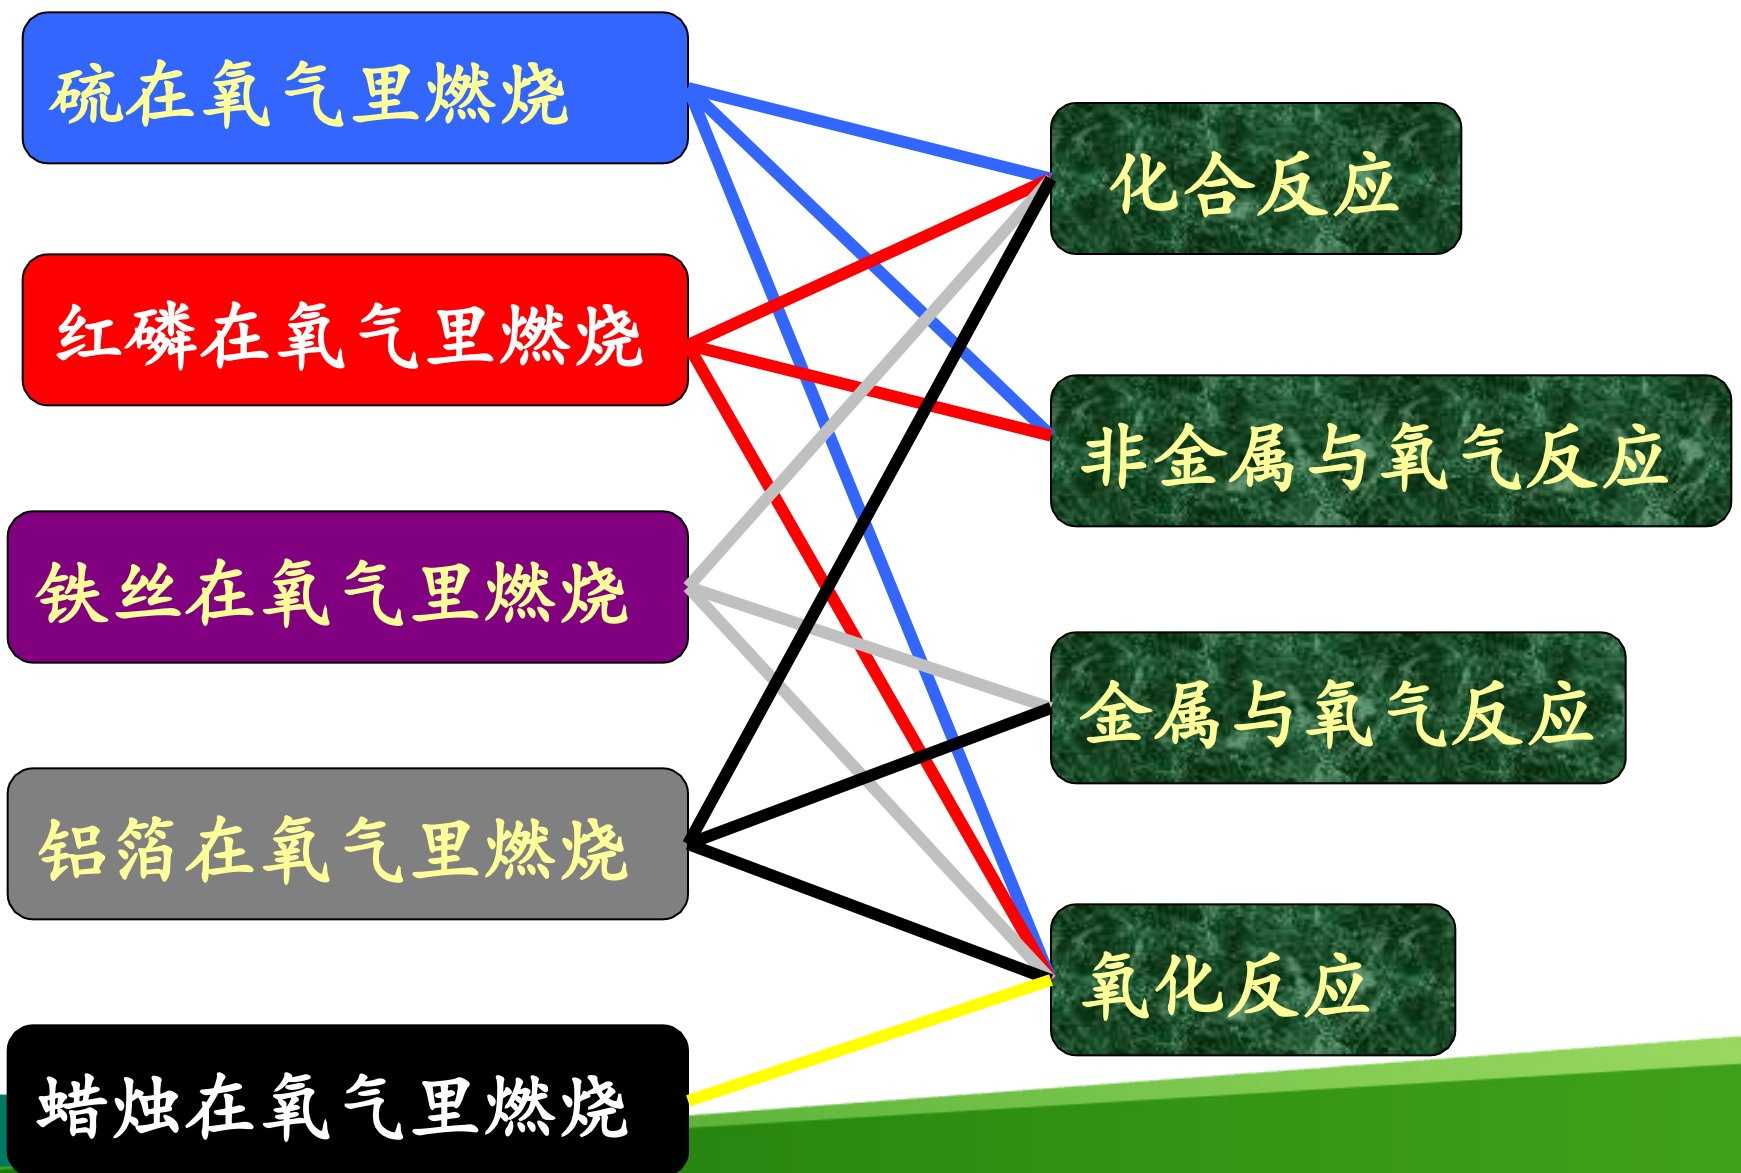 硫在氧气里燃烧
红磷在氧气里燃烧
铁丝在氧气里燃烧
铝箔在氧气里燃烧
蜡烛在氧气里燃烧
化合反应
非金属与氧气反应
金属与氧气反应
氧化反应